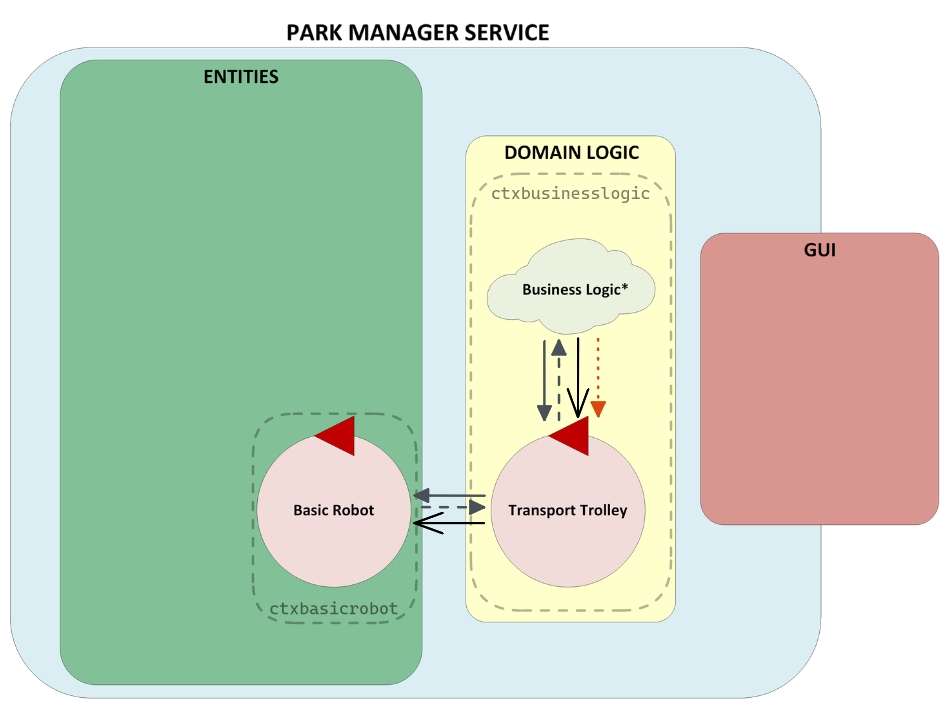 PARK MANAGER SERVICE
ENTITIES
DOMAIN LOGIC
ctxbusinesslogic
GUI
Business Logic*
Basic Robot
Transport Trolley
ctxbasicrobot